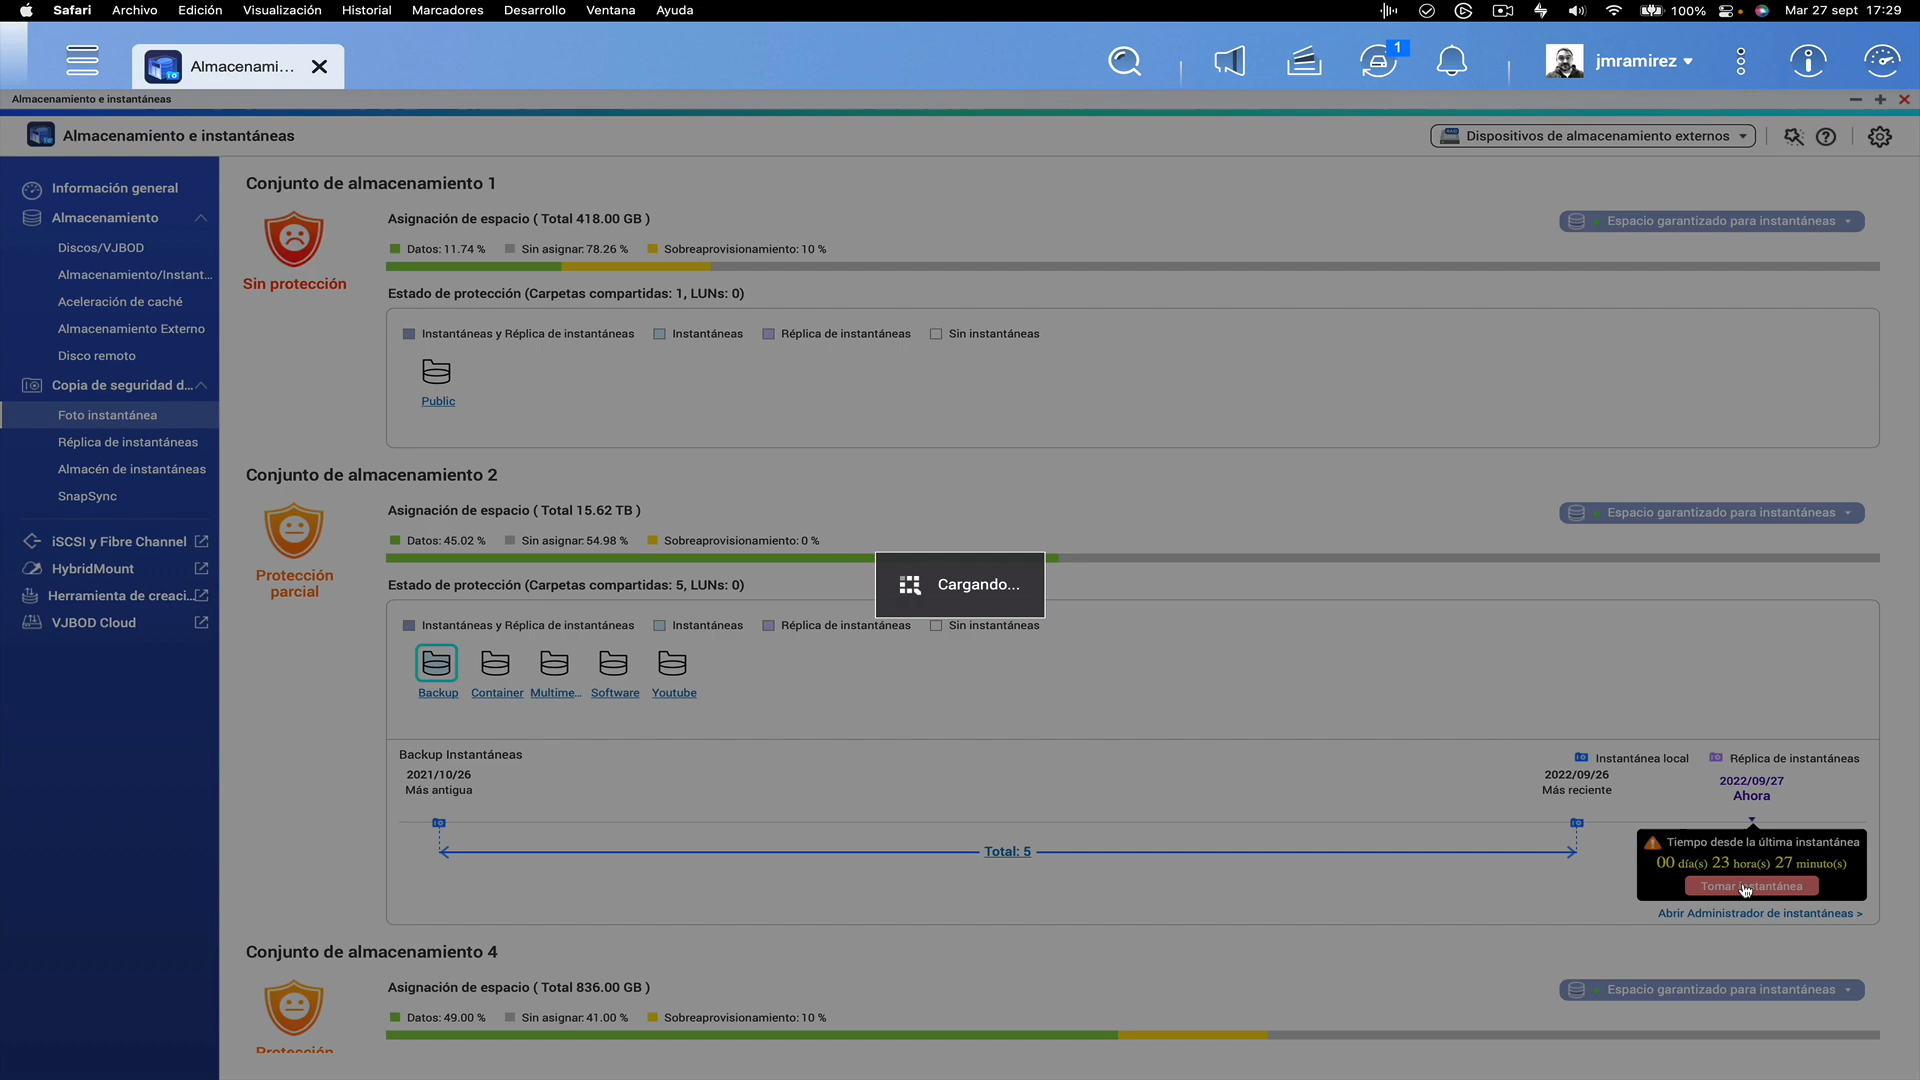 Safari Archivo Edición Visualización Historial Marcadores Desarrollo Ventana Ayuda 100% Mar 27 sept 17:29
Almacenami... 1 jmramirez
Almacenamiento e instantáneas
Almacenamiento e instantáneas Dispositivos de almacenamiento externos
Información general
Almacenamiento
Discos/VJBOD
Almacenamiento/Instant...
Aceleración de caché
Almacenamiento Externo
Disco remoto
Copia de seguridad d...
Foto instantánea
Réplica de instantáneas
Almacén de instantáneas
SnapSync
iSCSI y Fibre Channel
HybridMount
Herramienta de creaci...
VJBOD Cloud
Conjunto de almacenamiento 1
Sin protección
Asignación de espacio ( Total 418.00 GB )
Espacio garantizado para instantáneas
Datos: 11.74 % Sin asignar: 78.26 % Sobreaprovisionamiento: 10 %
Estado de protección (Carpetas compartidas: 1, LUNs: 0)
Instantáneas y Réplica de instantáneas Instantáneas Réplica de instantáneas Sin instantáneas
Public
Conjunto de almacenamiento 2
Protección
parcial
Asignación de espacio ( Total 15.62 TB )
Espacio garantizado para instantáneas
Datos: 45.02 % Sin asignar: 54.98 % Sobreaprovisionamiento: 0 %
Cargando...
Estado de protección (Carpetas compartidas: 5, LUNs: 0)
Instantáneas y Réplica de instantáneas Instantáneas Réplica de instantáneas Sin instantáneas
Backup Container Multime... Software Youtube
Backup Instantáneas
Instantánea local Réplica de instantáneas
2021/10/26
Más antigua
2022/09/26
Más reciente
2022/09/27
Ahora
Total: 5
Tiempo desde la última instantánea
00 día(s) 23 hora(s) 27 minuto(s)
Tomar instantánea
Abrir Administrador de instantáneas >
Conjunto de almacenamiento 4
Protección
Asignación de espacio ( Total 836.00 GB )
Espacio garantizado para instantáneas
Datos: 49.00 % Sin asignar: 41.00 % Sobreaprovisionamiento: 10 %